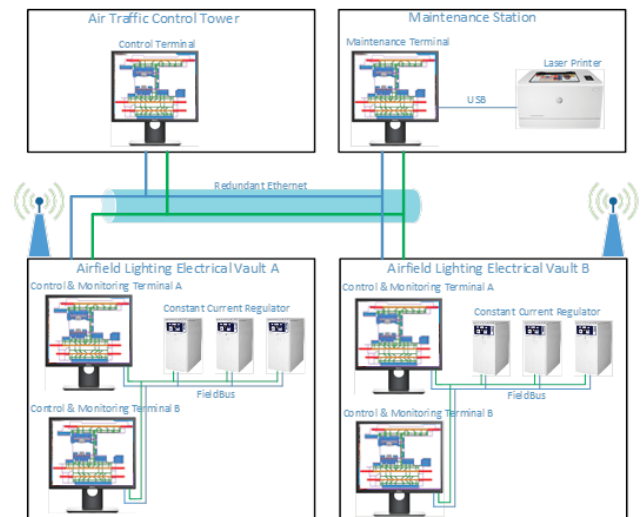 Air Traffic Control Tower
Control Terminal
Maintenance Station
Maintenance Terminal
Laser Printer
USB
Redundant Ethernet
Airfield Lighting Electrical Vault A
Control & Monitoring Terminal A
Constant Current Regulator
FieldBus
Control & Monitoring Terminal B
Airfield Lighting Electrical Vault B
Control & Monitoring Terminal A
Constant Current Regulator
FieldBus
Control & Monitoring Terminal B